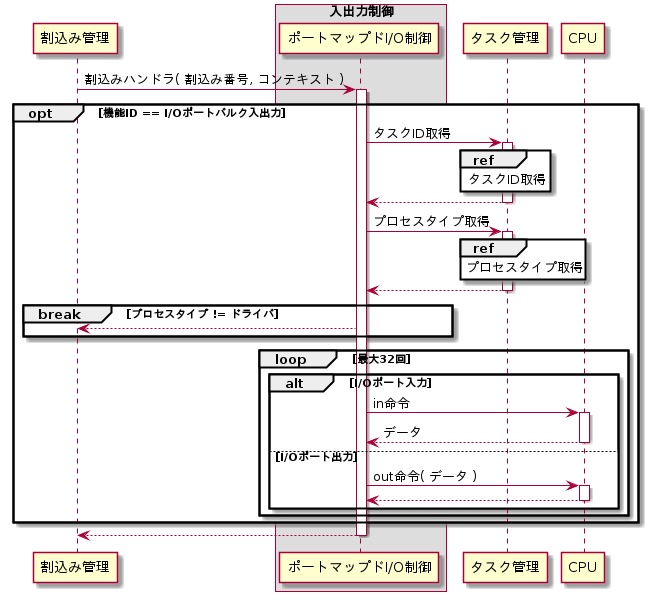 入出力制御
割込み管理
ポートマップドI/O制御
タスク管理
CPU
割込みハンドラ( 割込み番号, コンテキスト )
opt
[機能ID == I/Oポートバルク入出力]
タスクID取得
ref
タスクID取得
プロセスタイプ取得
ref
プロセスタイプ取得
break
[プロセスタイプ != ドライバ]
loop
[最大32回]
alt
[I/Oポート入力]
in命令
データ
[I/Oポート出力]
out命令( データ )
割込み管理
ポートマップドI/O制御
タスク管理
CPU